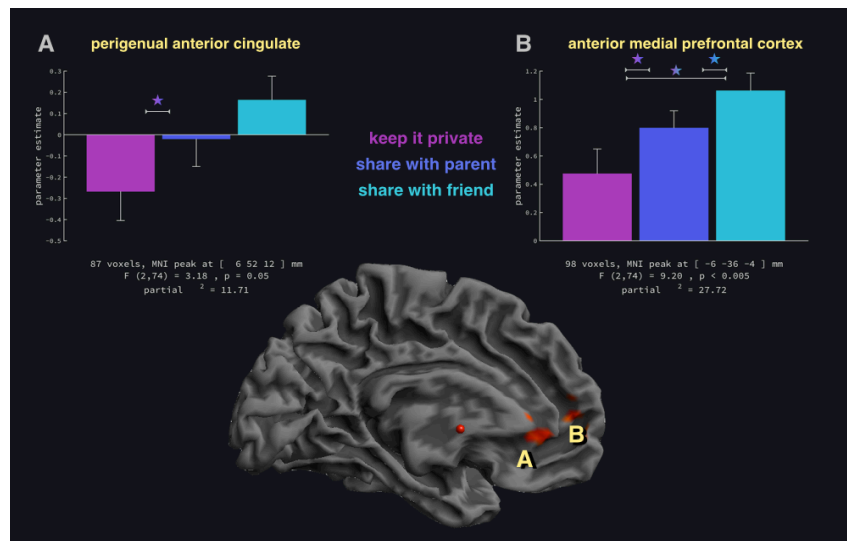 A perigenual anterior cingulate
0.3
0.2
0.1
0
-0.1
-0.2
-0.3
-0.4
-0.5
parameter estimate
87 voxels, MNI peak at [ 6 52 12 ] mm
F (2,74) = 3.18 , p = 0.05
partial ² = 11.71
keep it private
share with parent
share with friend
B anterior medial prefrontal cortex
1.2
1
0.8
0.6
0.4
0.2
0
parameter estimate
98 voxels, MNI peak at [ -6 -36 -4 ] mm
F (2,74) = 9.20 , p < 0.005
partial ² = 27.72
A
B